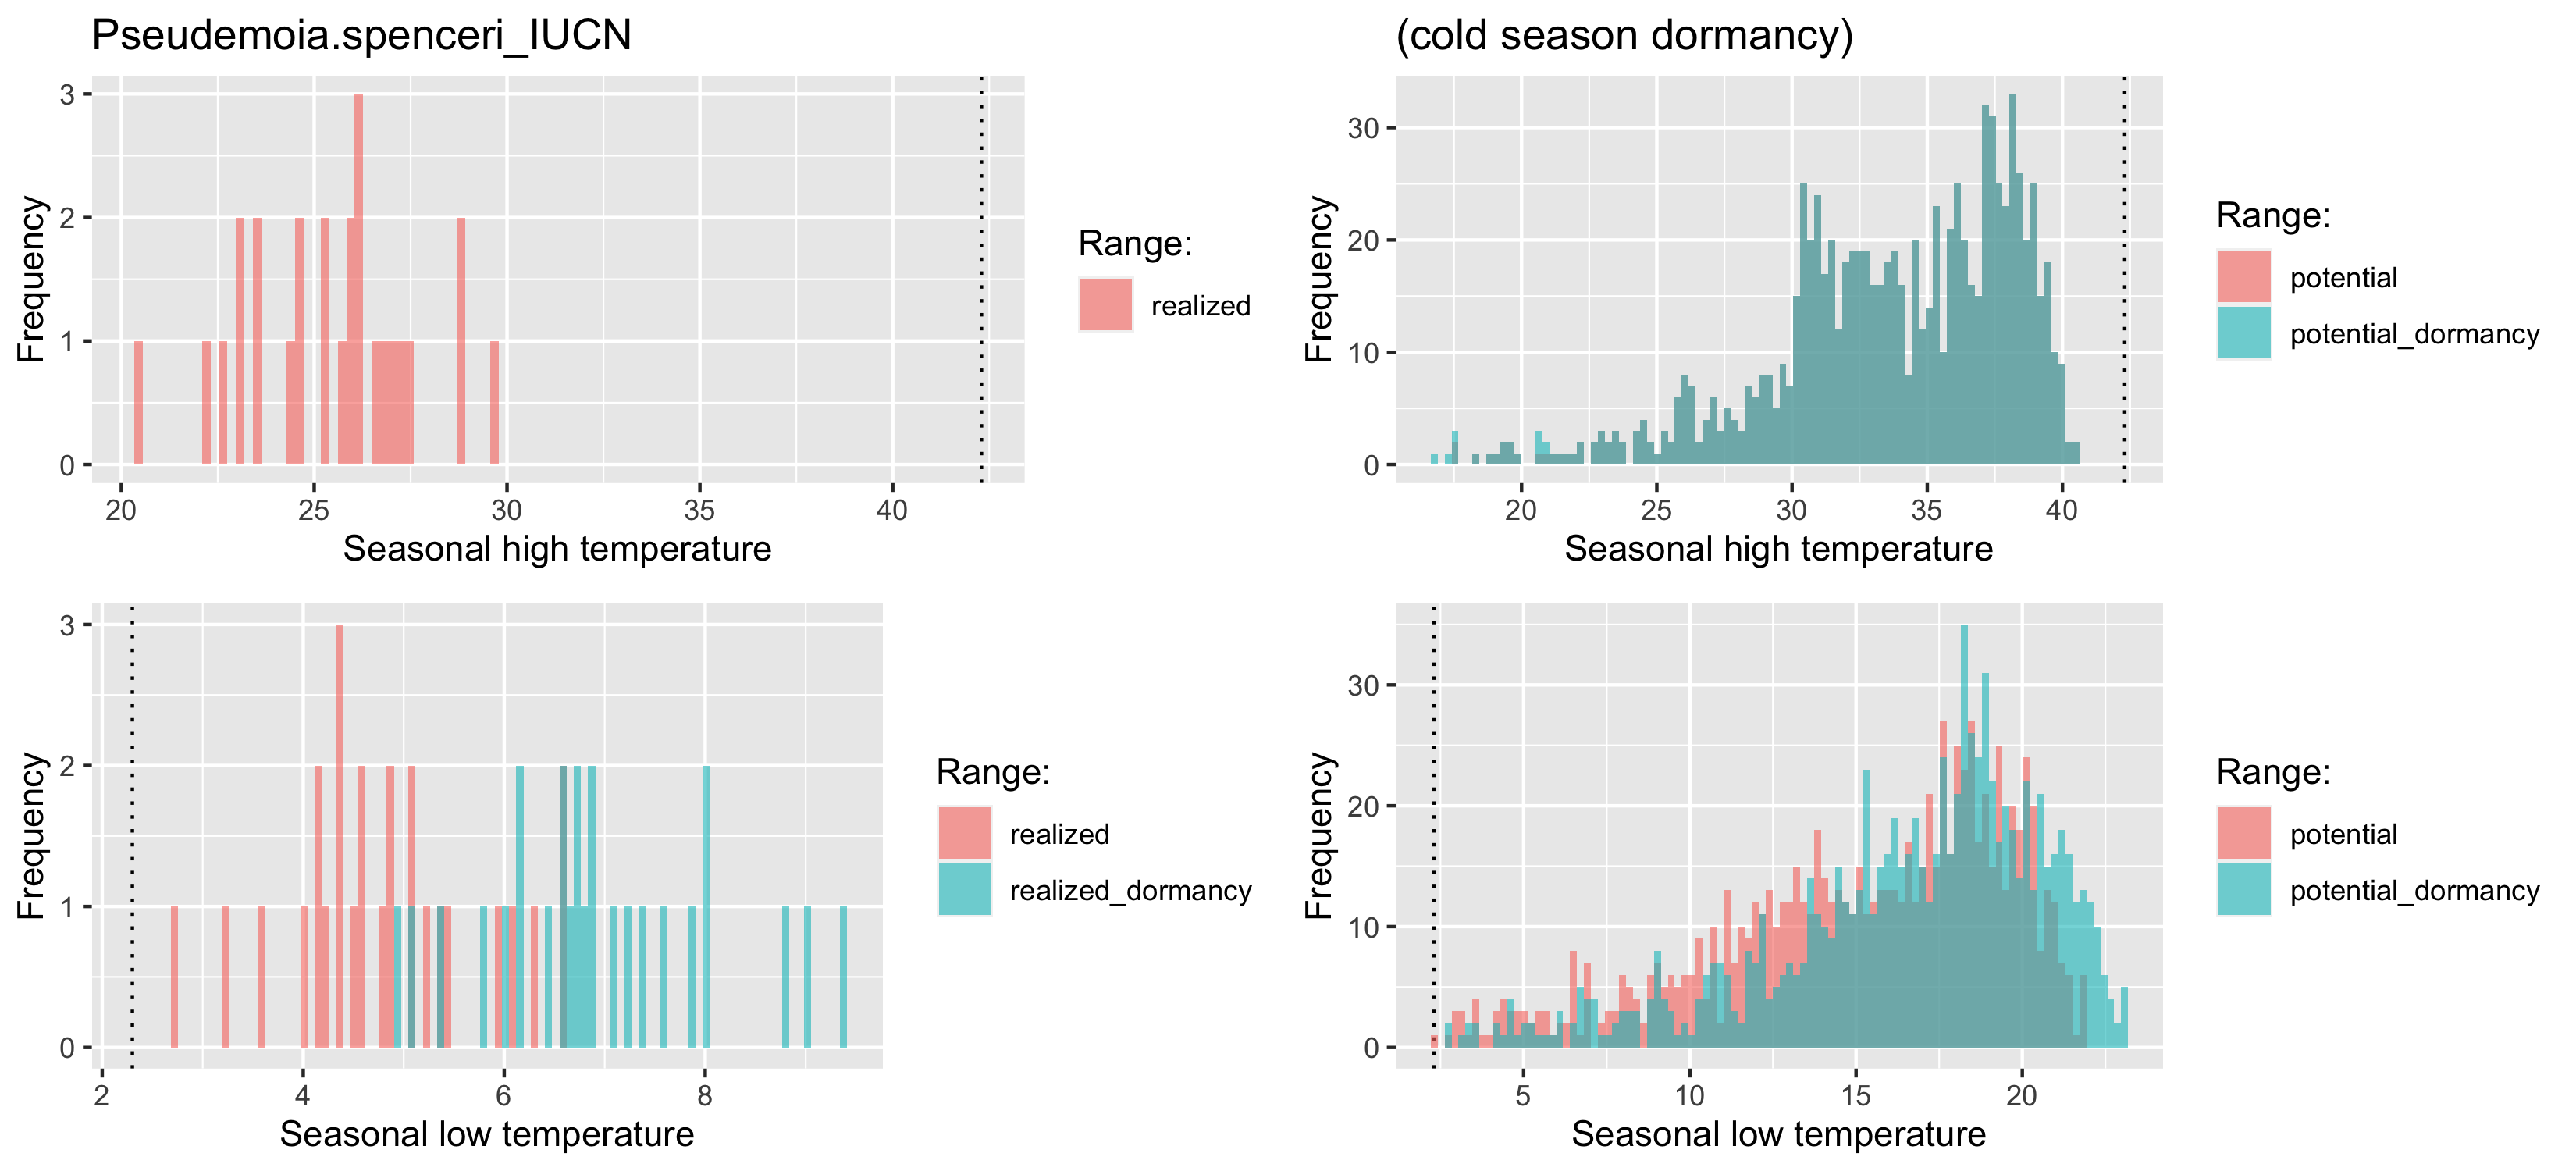 Pseudemoia.spenceri_IUCN
(cold season dormancy)
Frequency
3
2
1
0
20
25
30
35
40
Seasonal high temperature
Range:
realized
Frequency
30
20
10
0
20
25
30
35
40
Seasonal high temperature
Range:
potential
potential_dormancy
Frequency
3
2
1
0
2
4
6
8
Seasonal low temperature
Range:
realized
realized_dormancy
Frequency
30
20
10
0
5
10
15
20
Seasonal low temperature
Range:
potential
potential_dormancy